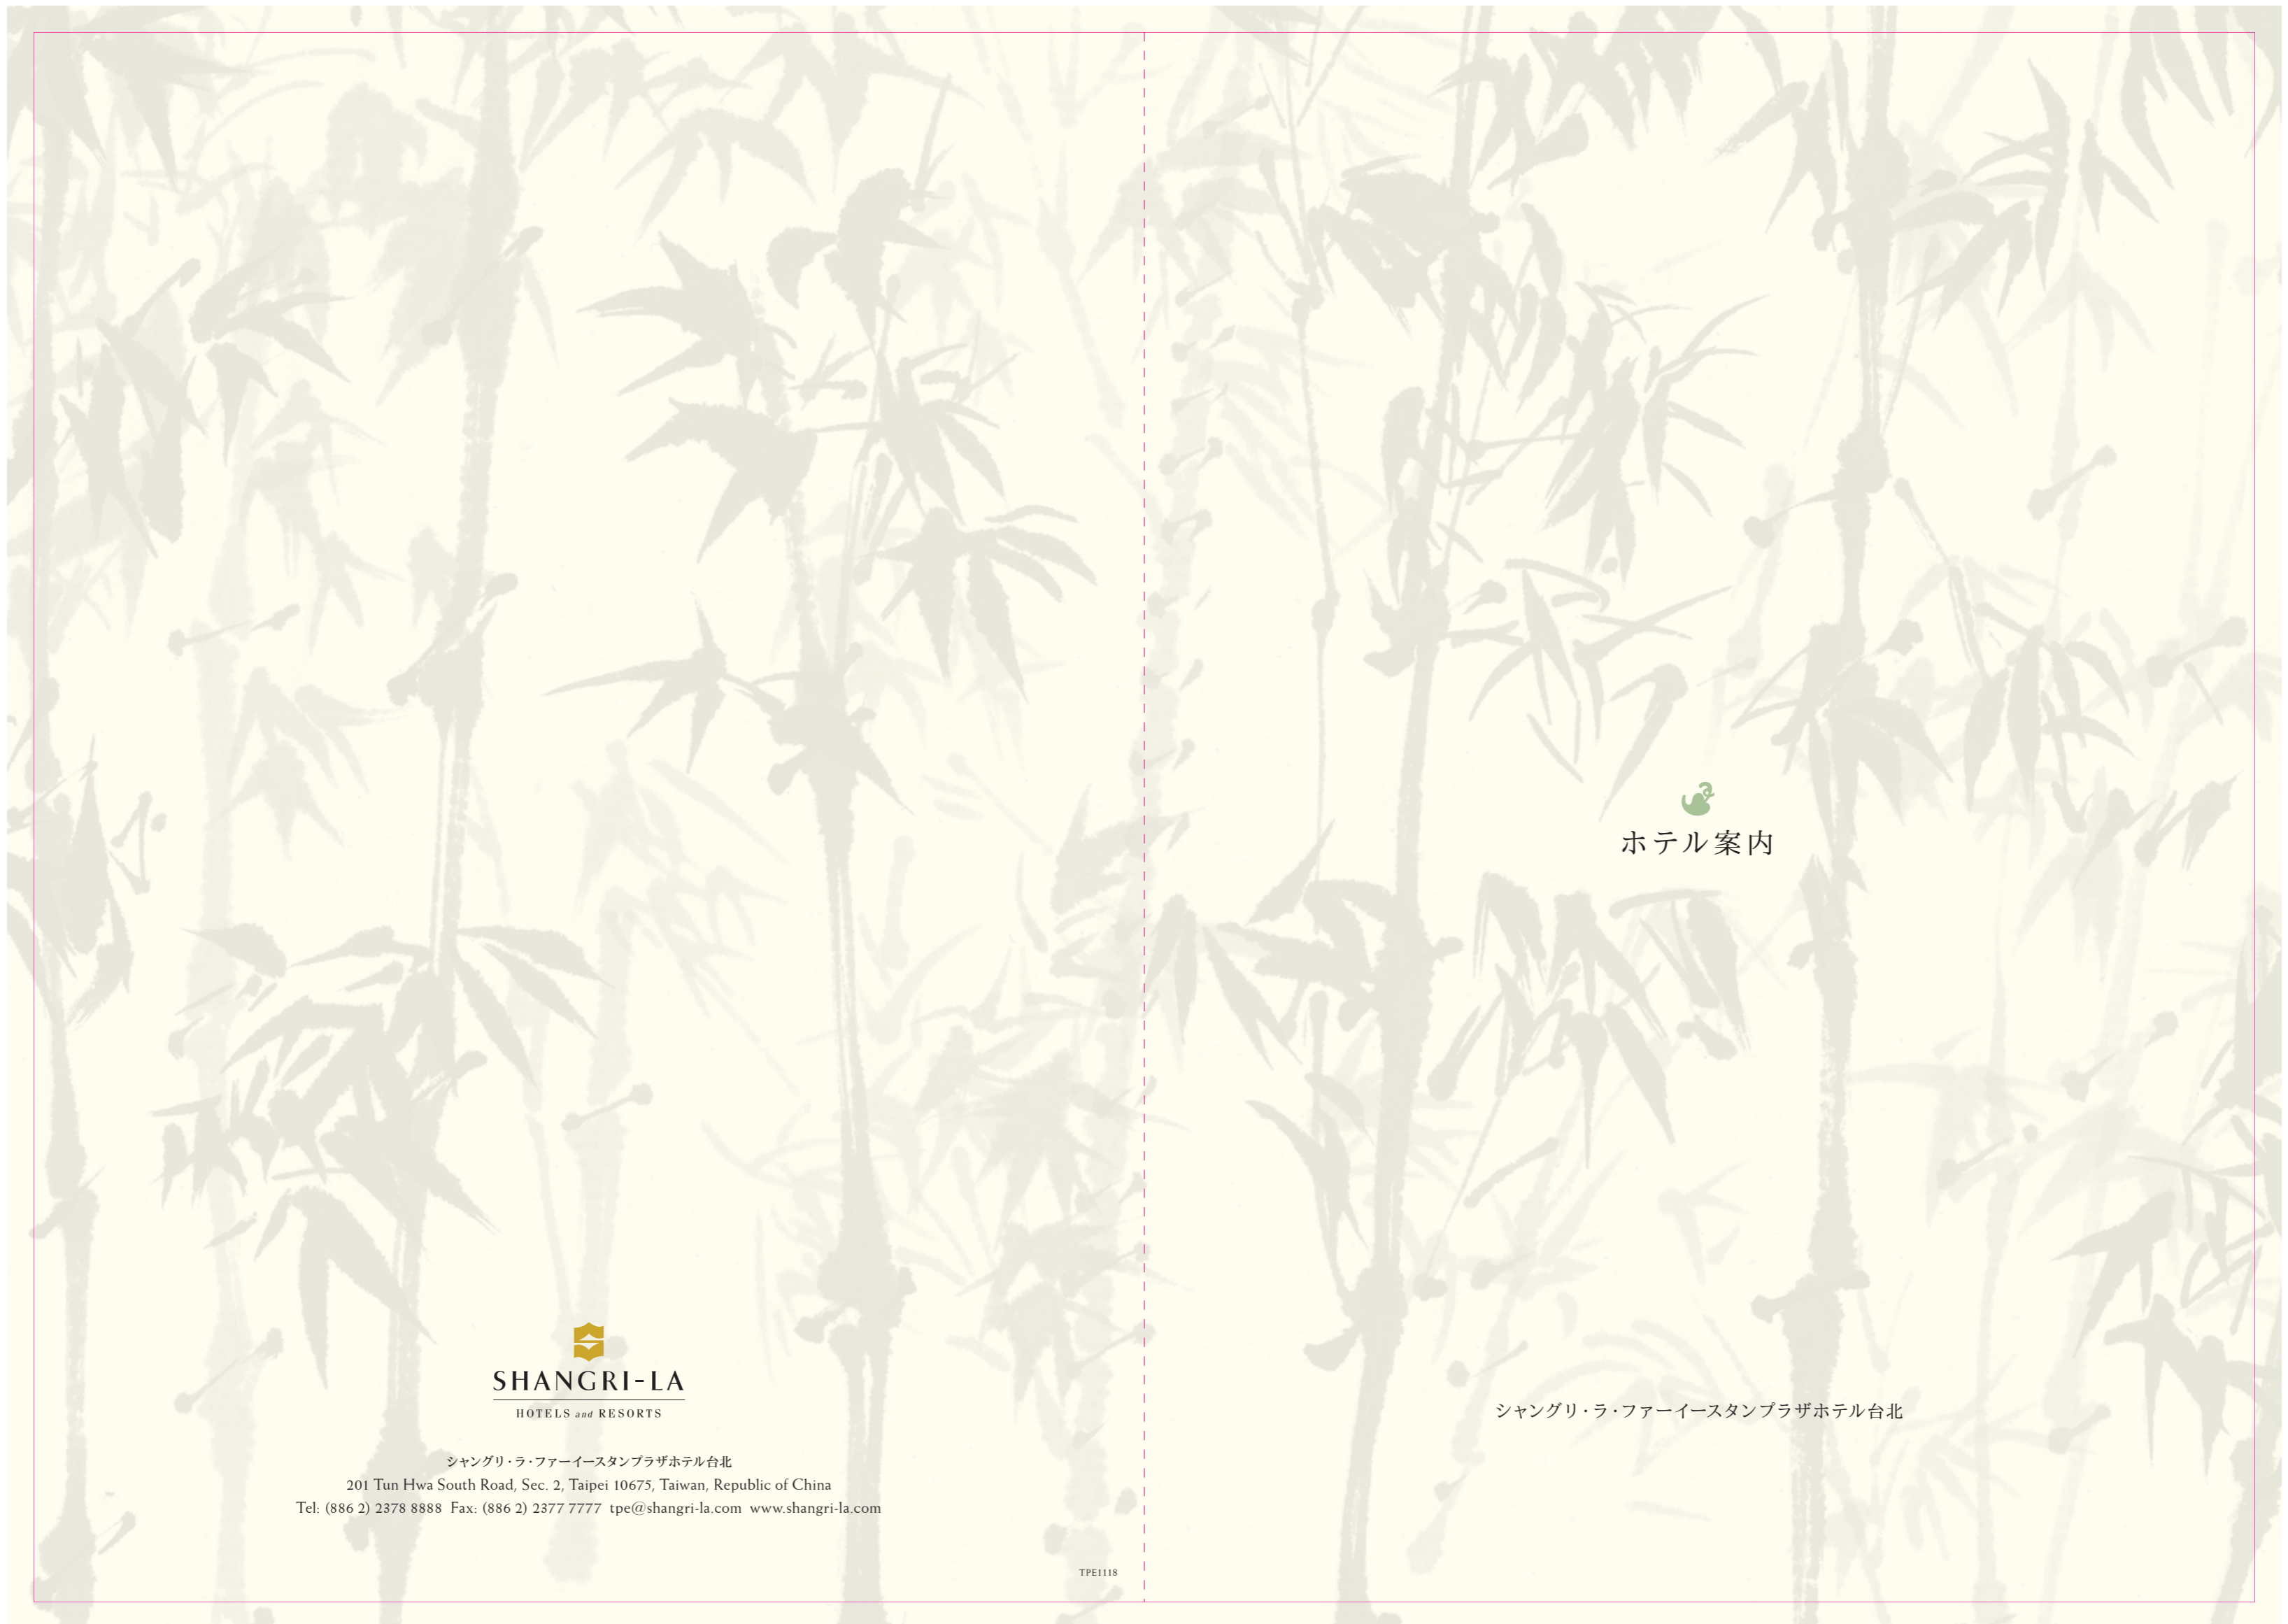 SHANGRI-LA
HOTELS and RESORTS
シャングリ・ラ・ファーイースタンプラザホテル台北
201 Tun Hwa South Road, Sec. 2, Taipei 10675, Taiwan, Republic of China
Tel: (886 2) 2378 8888  Fax: (886 2) 2377 7777  tpe@shangri-la.com  www.shangri-la.com
TPE1118
ホテル案内
シャングリ・ラ・ファーイースタンプラザホテル台北